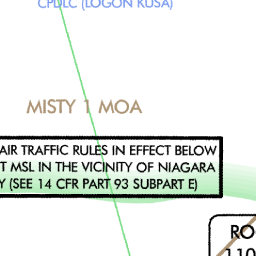 CPDLC (LOGON KUSA)
MISTY 1 MOA
AIR TRAFFIC RULES IN EFFECT BELOW
T MSL IN THE VICINITY OF NIAGARA
Y (SEE 14 CFR PART 93 SUBPART E)
RO
110